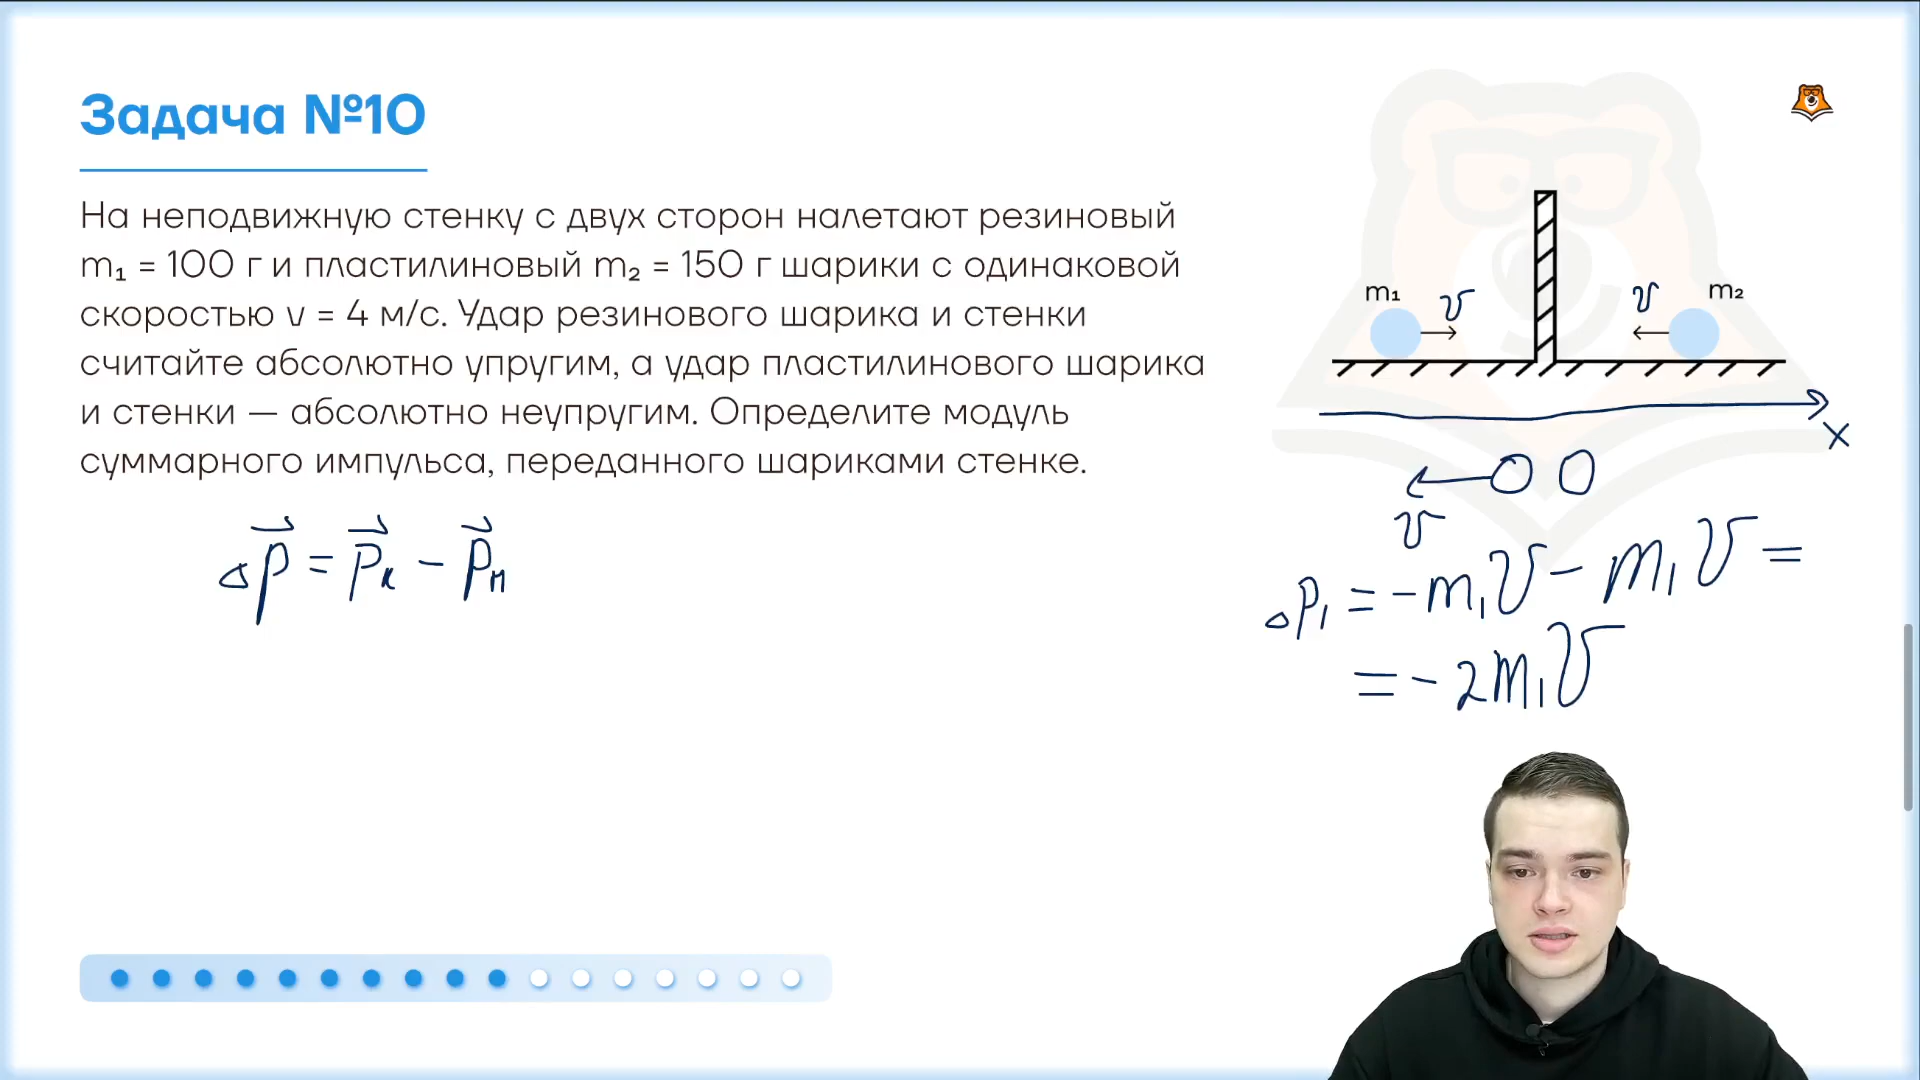 Задача №10
На неподвижную стенку с двух сторон налетают резиновый
m₁ = 100 г и пластилиновый m₂ = 150 г шарики с одинаковой
скоростью v = 4 м/с. Удар резинового шарика и стенки
считайте абсолютно упругим, а удар пластилинового шарика
и стенки — абсолютно неупругим. Определите модуль
суммарного импульса, переданного шариками стенке.
m₁ v v m₂
x
v
Δp⃗ = p⃗к − p⃗н
Δp₁ = −m₁v − m₁v =
= −2m₁v